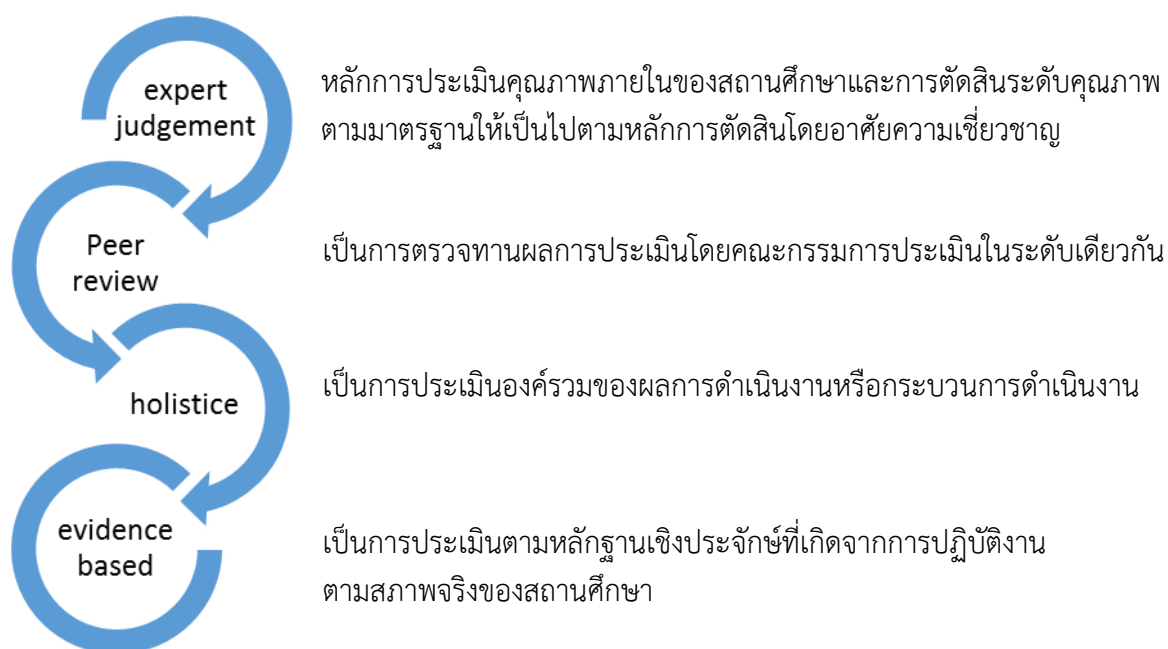 expert
judgement
หลักการประเมินคุณภาพภายในของสถานศึกษาและการตัดสินระดับคุณภาพ
ตามมาตรฐานให้เป็นไปตามหลักการตัดสินโดยอาศัยความเชี่ยวชาญ
Peer
review
เป็นการตรวจทานผลการประเมินโดยคณะกรรมการประเมินในระดับเดียวกัน
holistice
เป็นการประเมินองค์รวมของผลการดำเนินงานหรือกระบวนการดำเนินงาน
evidence
based
เป็นการประเมินตามหลักฐานเชิงประจักษ์ที่เกิดจากการปฏิบัติงาน
ตามสภาพจริงของสถานศึกษา